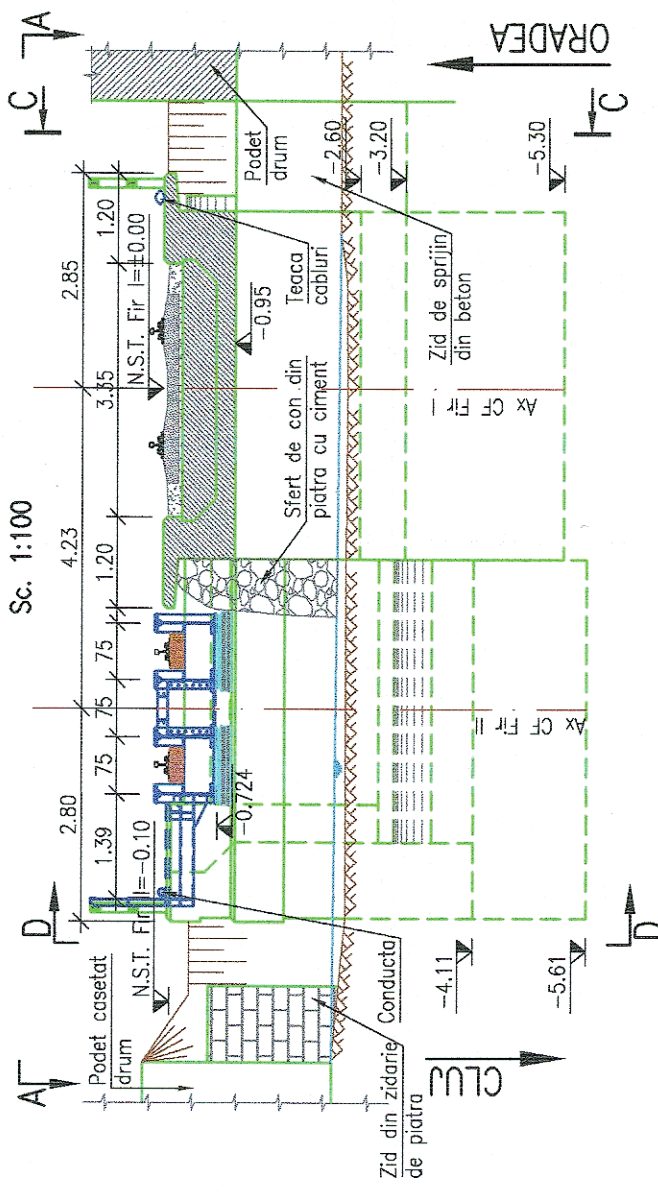 Sc. 1:100
A
A
C
C
D
D
2.80
4.23
2.85
1.39
75
75
75
1.20
3.35
1.20
N.S.T. Fir I=-0.10
N.S.T. Fir I=±0.00
Podet casetat
drum
Podet
drum
-0.724
-0.95
Teaca
cabluri
Sfert de con din
piatra cu ciment
Conducta
Zid din zidarie
de piatra
Zid de sprijin
din beton
-2.60
-3.20
-5.30
-4.11
-5.61
Ax CF Fir II
Ax CF Fir I
CLUJ
ORADEA